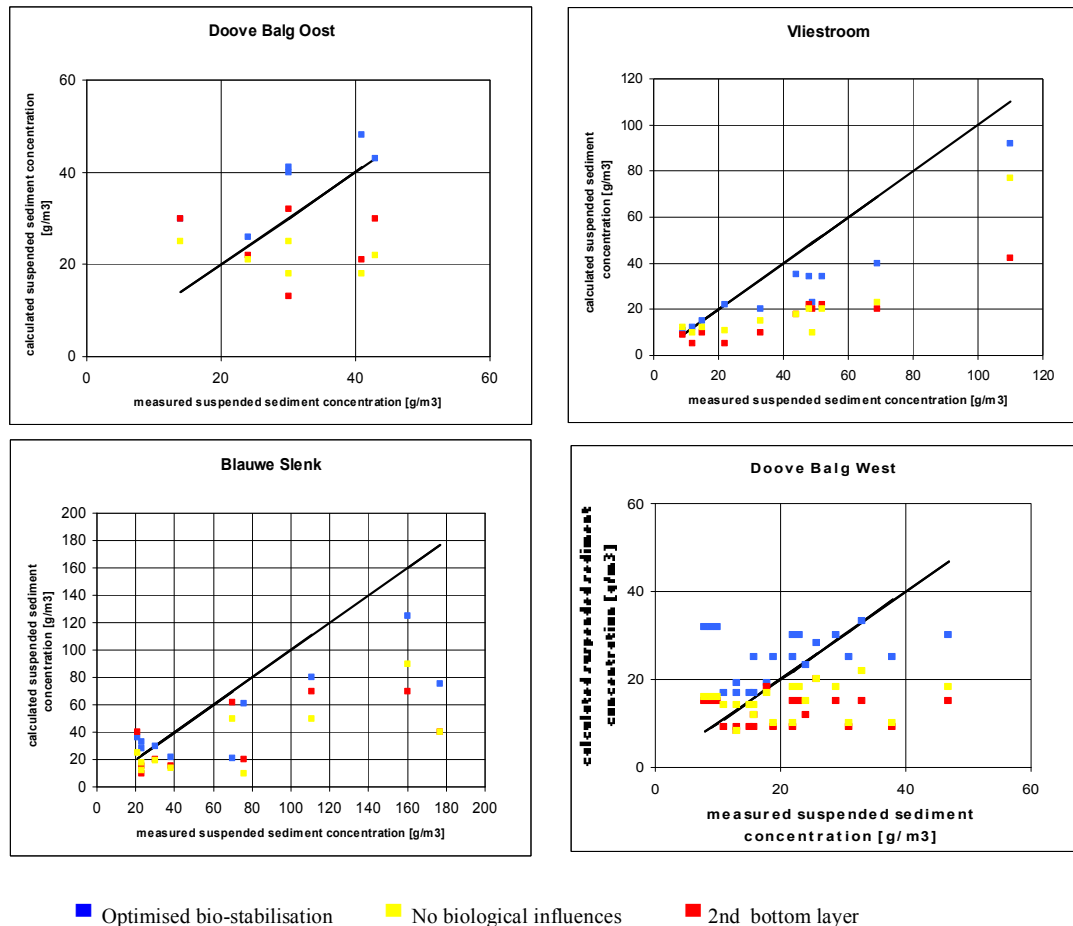 Doove Balg Oost
calculated suspended sediment concentration
[g/m3]
60
40
20
0
0 20 40 60
measured suspended sediment concentration [g/m3]
Vliestroom
calculated suspended sediment
concentration [g/m3]
120
100
80
60
40
20
0
0 20 40 60 80 100 120
measured suspended sediment concentration [g/m3]
Blauwe Slenk
calculated suspended sediment
concentration [g/m3]
200
180
160
140
120
100
80
60
40
20
0
0 20 40 60 80 100 120 140 160 180 200
measured suspended sediment concentration [g/m3]
Doove Balg West
calculated suspended sediment
concentration [g/m3]
60
40
20
0
0 20 40 60
measured suspended sediment
concentration [g/ m3]
Optimised bio-stabilisation No biological influences 2nd bottom layer